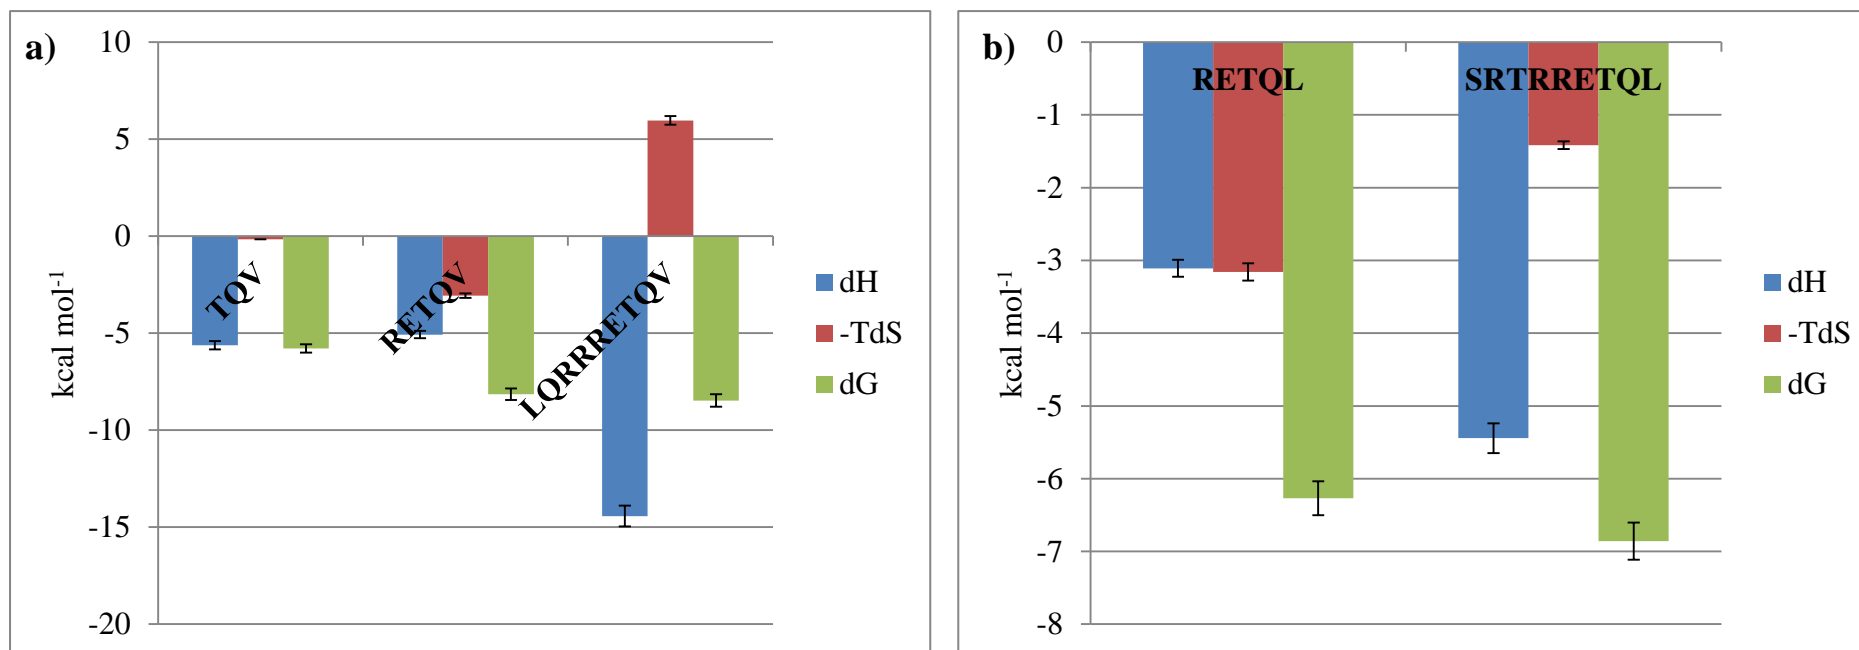 a)
10
5
0
-5
-10
-15
-20
kcal mol-1
TQV
RETQV
LQRRRETQV
dH
-TdS
dG
b)
0
-1
-2
-3
-4
-5
-6
-7
-8
kcal mol-1
RETQL
SRTRRETQL
dH
-TdS
dG